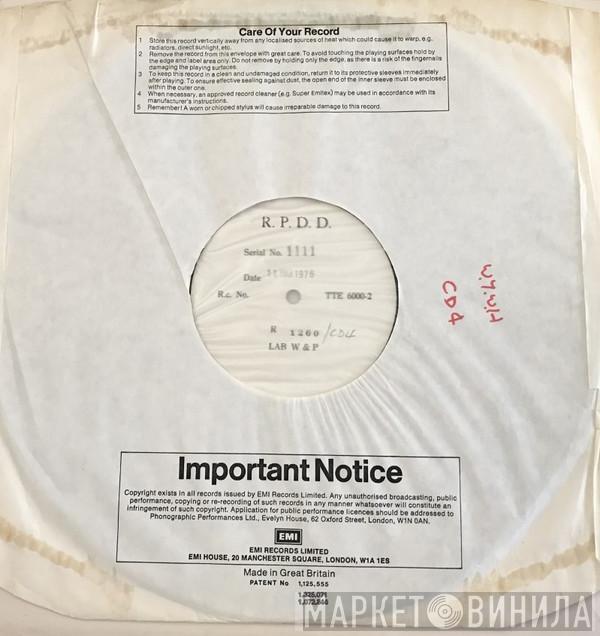 Care Of Your Record
1 Store this record vertically away from any localised sources of heat which could cause it to warp, e.g.
radiators, direct sunlight, etc.
2 Remove the record from this envelope with great care. To avoid touching the playing surfaces hold by
the edge and label area only. Do not remove by holding only the edge, as there is a risk of the fingernails
damaging the playing surfaces.
3 To keep this record in a clean and undamaged condition, return it to its protective sleeves immediately
after playing. To ensure effective sealing against dust, the open end of the inner sleeve must be enclosed
within the outer one.
4 When necessary, an approved record cleaner (e.g. Super Emitex) may be used in accordance with its
manufacturer's instructions.
5 Remember! A worn or chipped stylus will cause irreparable damage to this record.
R. P. D. D.
Serial No. 1111
Date 1976
R.c. No. TTE 6000-2
R 1260 /CD4
LAB W & P
W.Y.W.H
CD4
Important Notice
Copyright exists in all records issued by EMI Records Limited. Any unauthorised broadcasting, public
performance, copying or re-recording of such records in any manner whatsoever will constitute an
infringement of such copyright. Application for public performance licences should be addressed to
Phonographic Performances Ltd., Evelyn House, 62 Oxford Street, London, W1N 0AN.
EMI
EMI RECORDS LIMITED
EMI HOUSE, 20 MANCHESTER SQUARE, LONDON, W1A 1ES
Made in Great Britain
PATENT No 1,125,555
МАРКЕТ ВИНИЛА